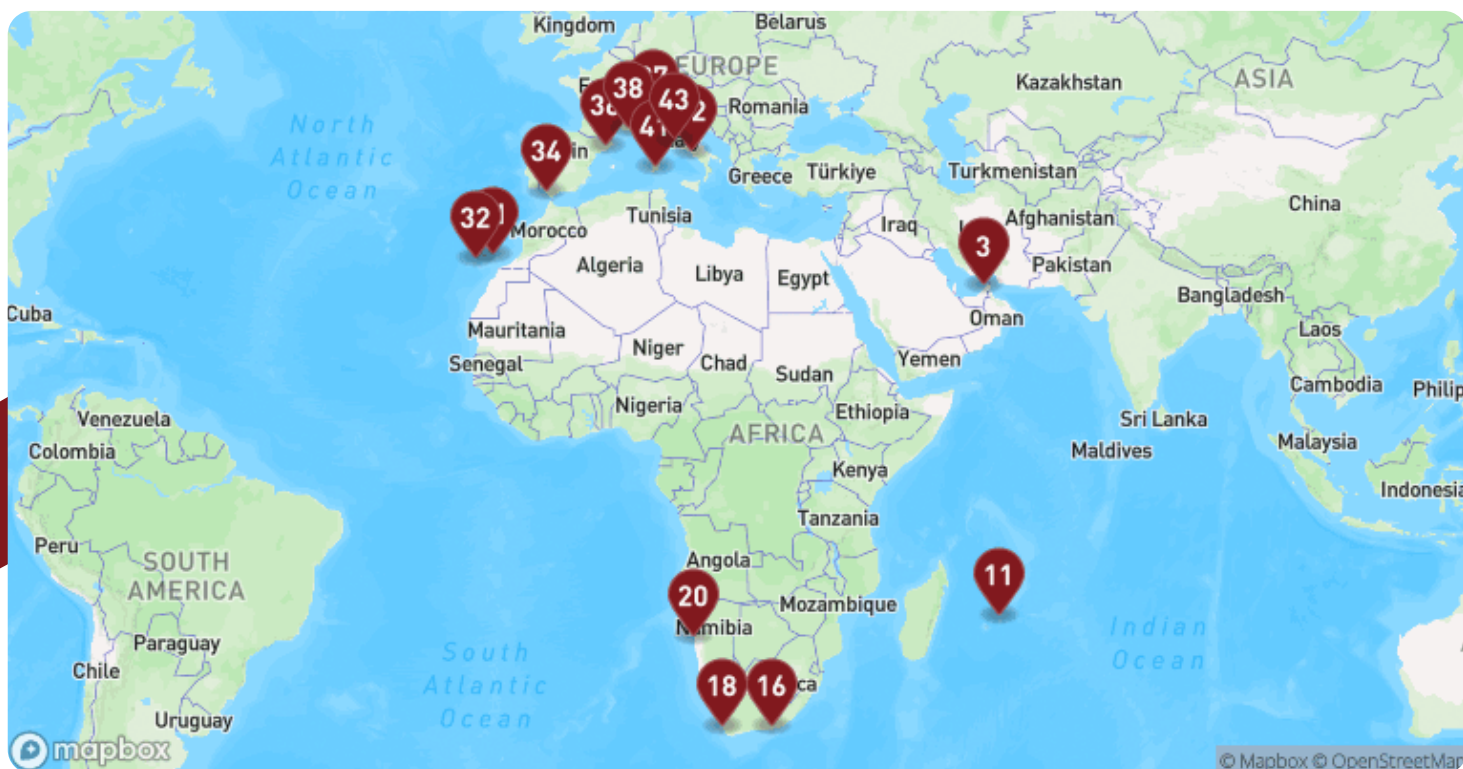 Kingdom
Belarus
EUROPE
Kazakhstan
ASIA
38
43
Romania
34
Greece
Türkiye
Turkmenistan
North
Atlantic
Ocean
32
Morocco
Tunisia
Iraq
Afghanistan
China
3
Algeria
Libya
Egypt
Pakistan
Bangladesh
Cuba
Mauritania
Oman
Laos
Senegal
Niger
Chad
Sudan
Yemen
Cambodia
Philip
Venezuela
Nigeria
Ethiopia
Sri Lanka
Colombia
AFRICA
Maldives
Malaysia
Kenya
Indonesia
Peru
Tanzania
SOUTH
AMERICA
Angola
11
20
Mozambique
Namibia
Indian
Ocean
Paraguay
South
Atlantic
Ocean
Chile
18
16
ca
Uruguay
mapbox
© Mapbox © OpenStreetMap